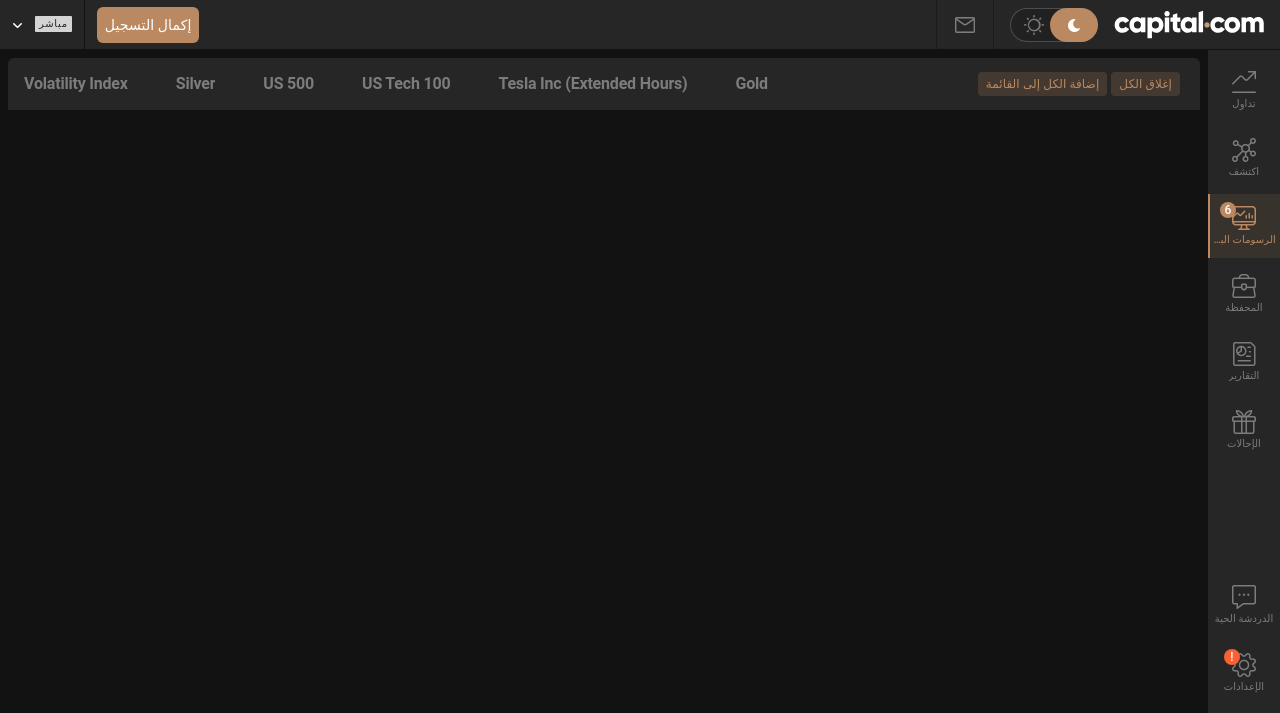 capital.com
إكمال التسجيل
مباشر
إغلاق الكل
إضافة الكل إلى القائمة
Gold
Tesla Inc (Extended Hours)
US Tech 100
US 500
Silver
Volatility Index
تداول
اكتشف
6
الرسومات البـ...
المحفظة
التقارير
الإحالات
الدردشة الحية
!
الإعدادات